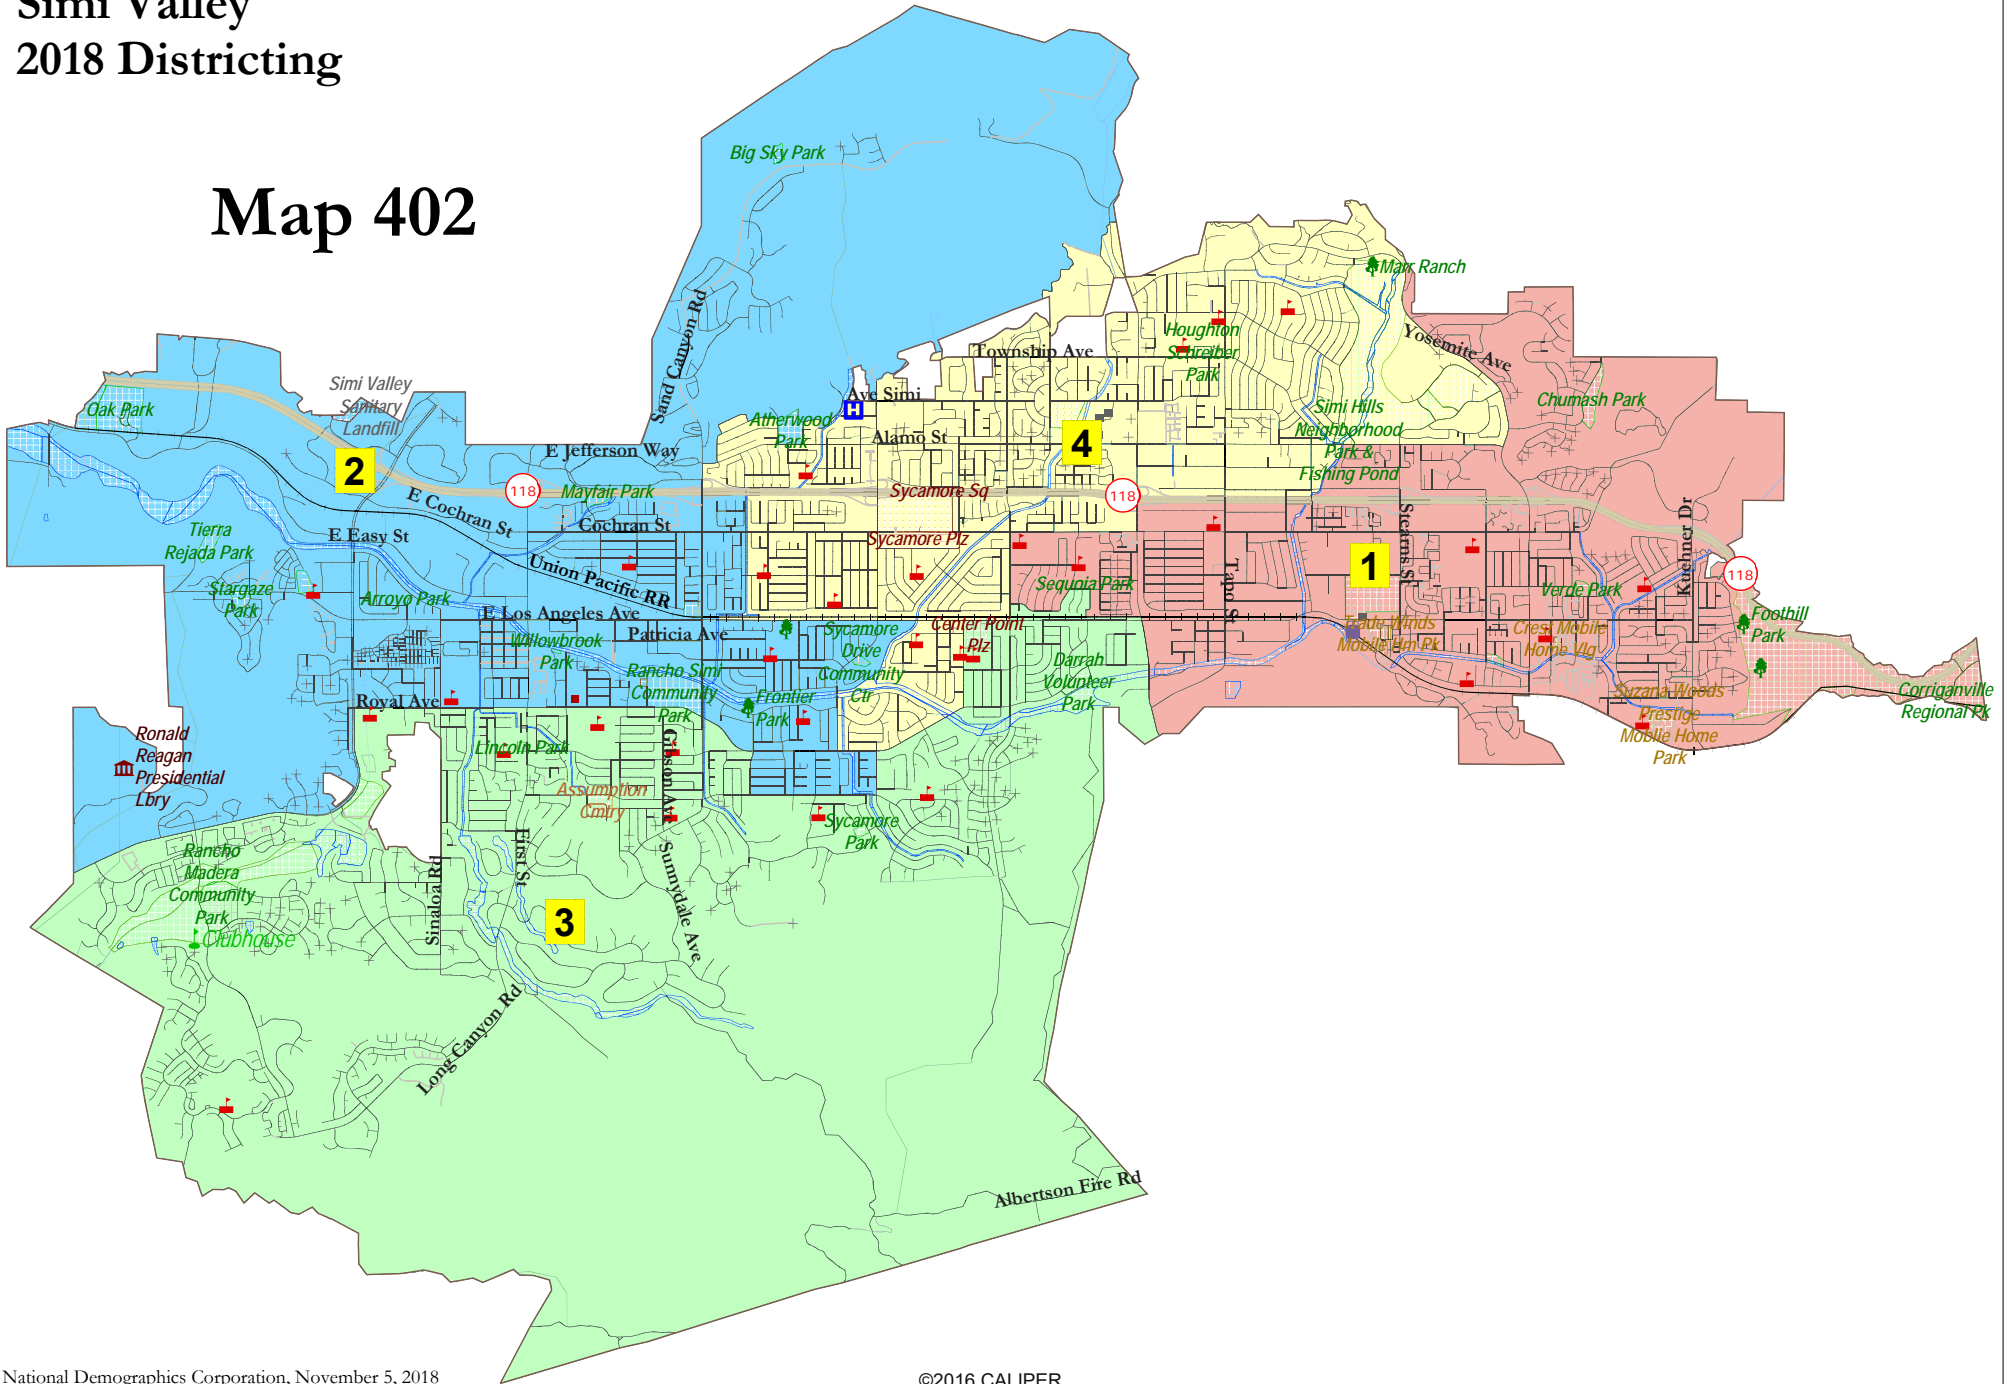 Simi Valley
2018 Districting
Map 402
Big Sky Park
Marr Ranch
Sand Canyon Rd
Houghton
Schreiber
Park
Yosemite Ave
Township Ave
Simi Valley
Sanitary
Landfill
Oak Park
Ave Simi
H
Chumash Park
Atherwood
Park
Alamo St
4
Simi Hills
Neighborhood
Park &
Fishing Pond
E Jefferson Way
2
118
Mayfair Park
Sycamore Sq
118
E Cochran St
Cochran St
Stearns St
Kuehner Dr
Tierra
Rejada Park
E Easy St
Sycamore Plz
1
118
Union Pacific RR
Sequoia Park
Tapo St
Verde Park
Stargaze
Park
Arroyo Park
E Los Angeles Ave
Foothill
Park
Willowbrook
Park
Patricia Ave
Sycamore
Drive
Community
Ctr
Center Point
Plz
Trade Winds
Mobile Hm Pk
Crest Mobile
Home Vlg
Rancho Simi
Community
Park
Darrah
Volunteer
Park
Royal Ave
Frontier
Park
Suzana Woods
Prestige
Moblie Home
Park
Corriganville
Regional Pk
Ronald
Reagan
Presidential
Lbry
Lincoln Park
Gibson Ave
Assumption
Cmtry
Sycamore
Park
Rancho
Madera
Community
Park
Clubhouse
Sinaloa Rd
First St
Sunnydale Ave
3
Long Canyon Rd
Albertson Fire Rd
National Demographics Corporation, November 5, 2018
©2016 CALIPER